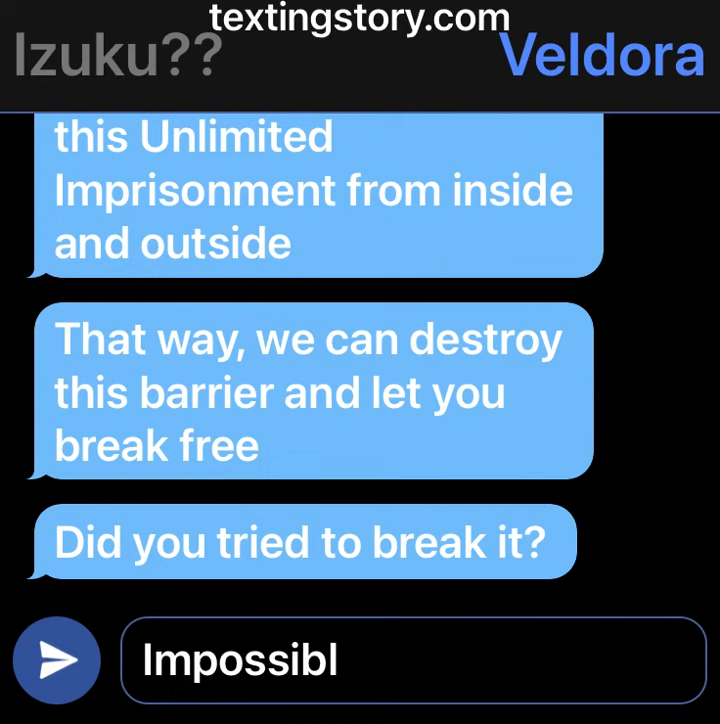 textingstory.com
Izuku?? Veldora
this Unlimited
Imprisonment from inside
and outside
That way, we can destroy
this barrier and let you
break free
Did you tried to break it?
Impossibl